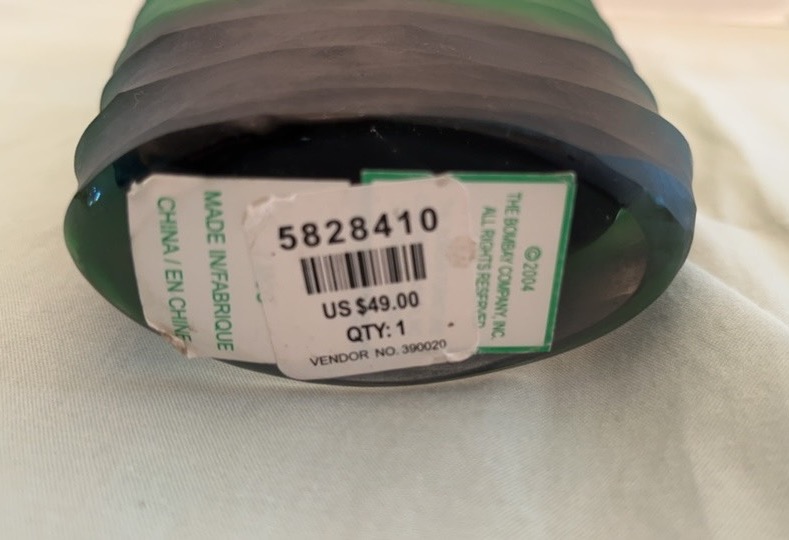 MADE IN/FABRIQUE
CHINA / EN CHINE
5828410
US $49.00
QTY: 1
VENDOR NO. 390020
©2004
THE BOMBAY COMPANY, INC.
ALL RIGHTS RESERVED